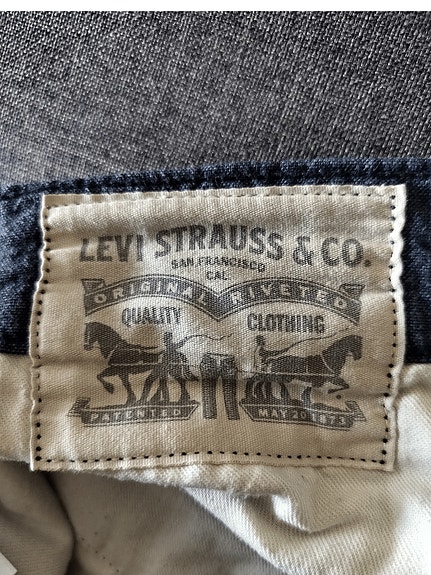 LEVI STRAUSS & CO.
SAN FRANCISCO
CAL.
ORIGINAL RIVETED
QUALITY CLOTHING
PATENTED MAY 20 1873